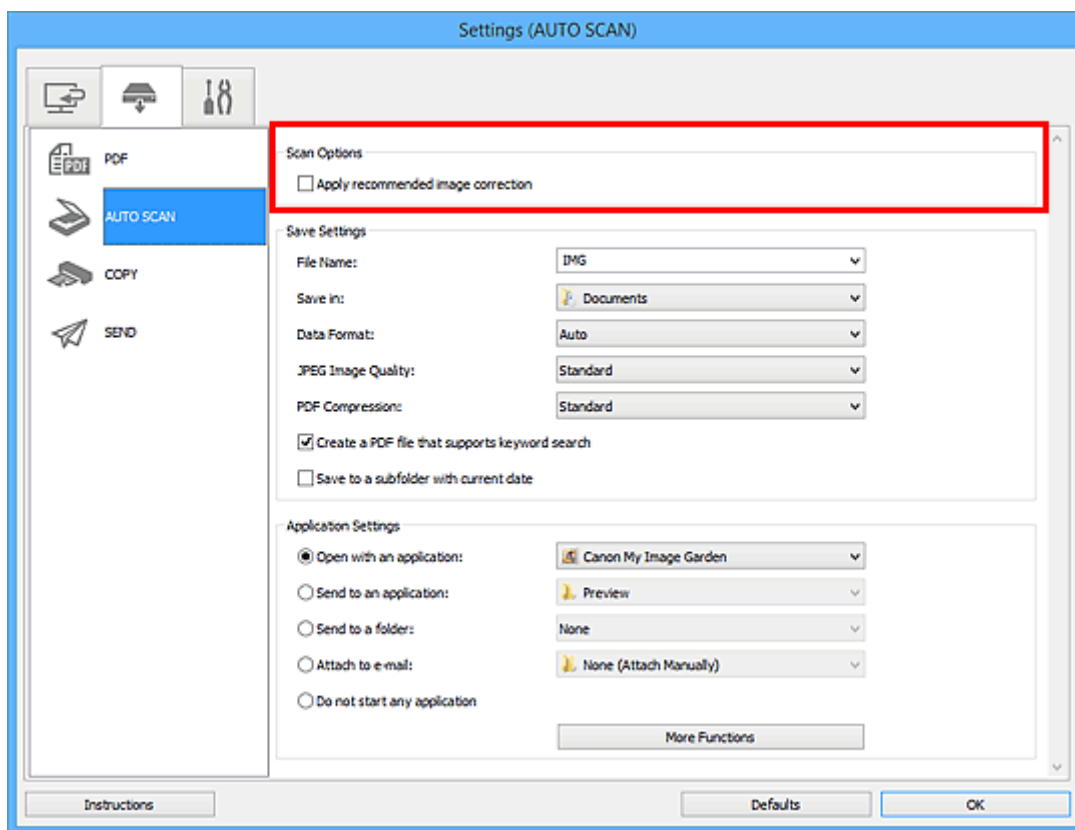 Settings (AUTO SCAN)
PDF
PDF
AUTO SCAN
COPY
SEND
Scan Options
Apply recommended image correction
Save Settings
File Name: IMG
Save in: Documents
Data Format: Auto
JPEG Image Quality: Standard
PDF Compression: Standard
Create a PDF file that supports keyword search
Save to a subfolder with current date
Application Settings
Open with an application: Canon My Image Garden
Send to an application: Preview
Send to a folder: None
Attach to e-mail: None (Attach Manually)
Do not start any application
More Functions
Instructions Defaults OK